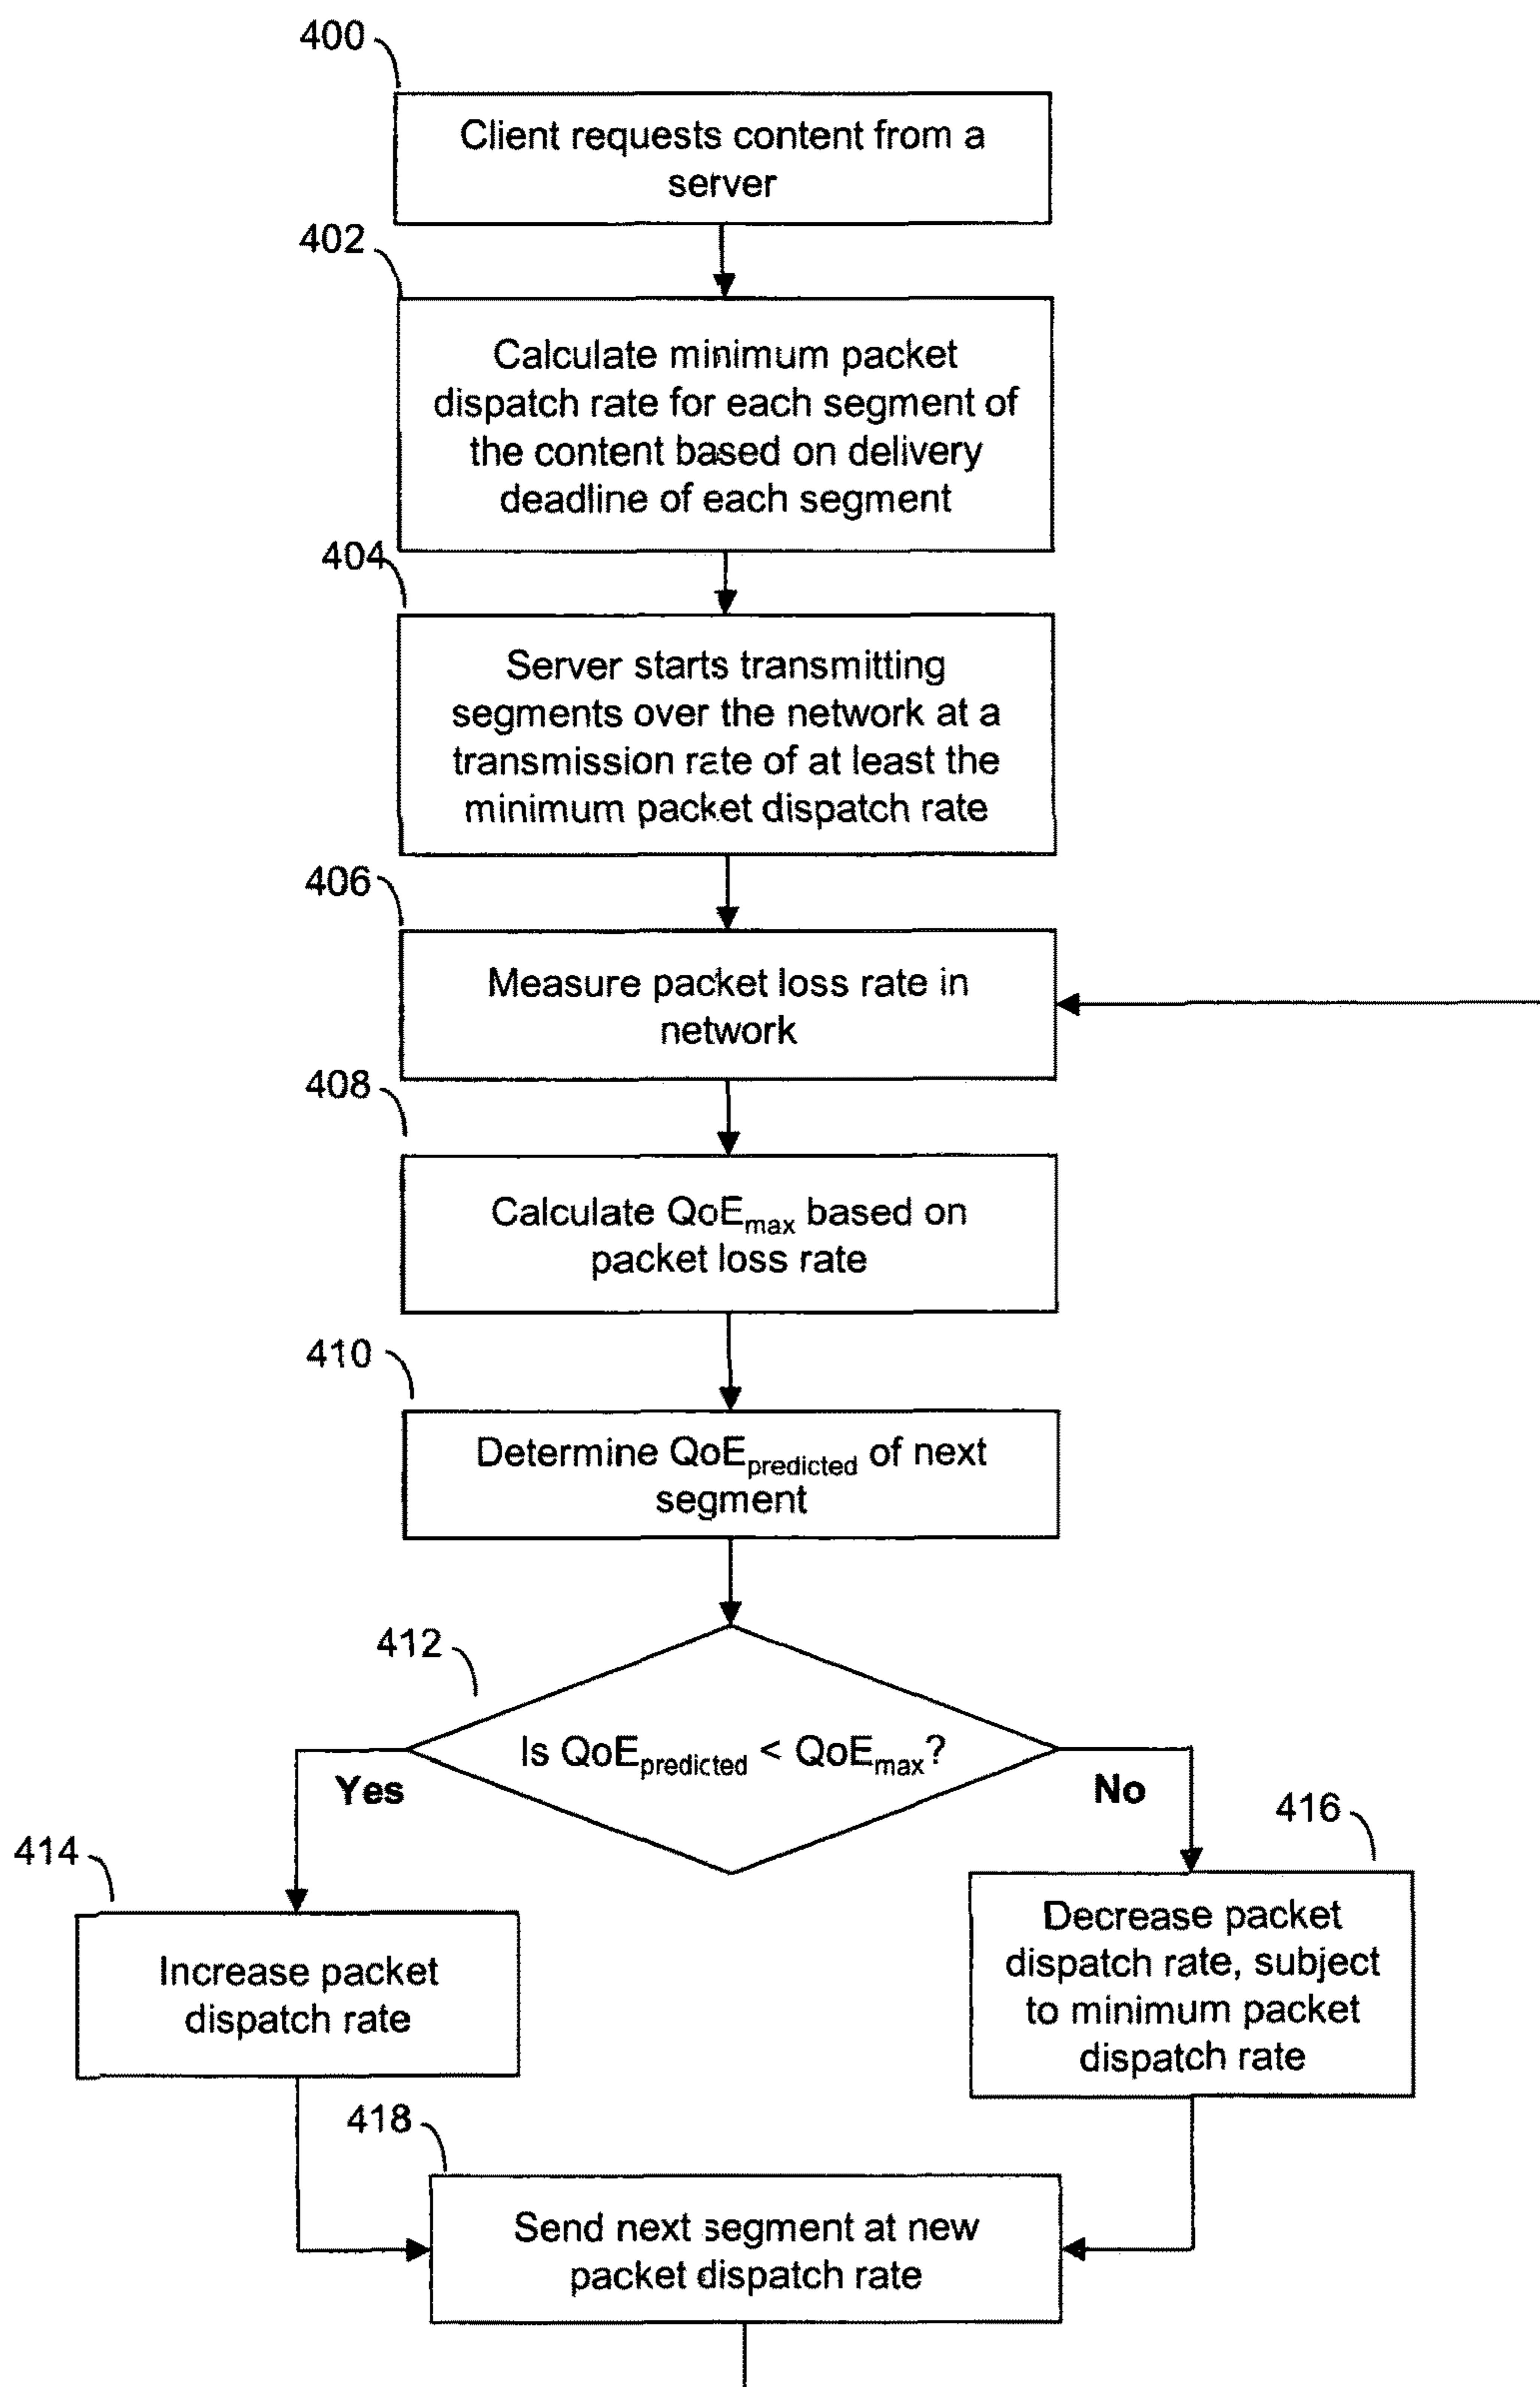 400
Client requests content from a
server
402
Calculate minimum packet
dispatch rate for each segment of
the content based on delivery
deadline of each segment
404
Server starts transmitting
segments over the network at a
transmission rate of at least the
minimum packet dispatch rate
406
Measure packet loss rate in
network
408
Calculate QoEmax based on
packet loss rate
410
Determine QoEpredicted of next
segment
412
Is QoEpredicted < QoEmax?
Yes
No
414
416
Increase packet
dispatch rate
Decrease packet
dispatch rate, subject
to minimum packet
dispatch rate
418
Send next segment at new
packet dispatch rate